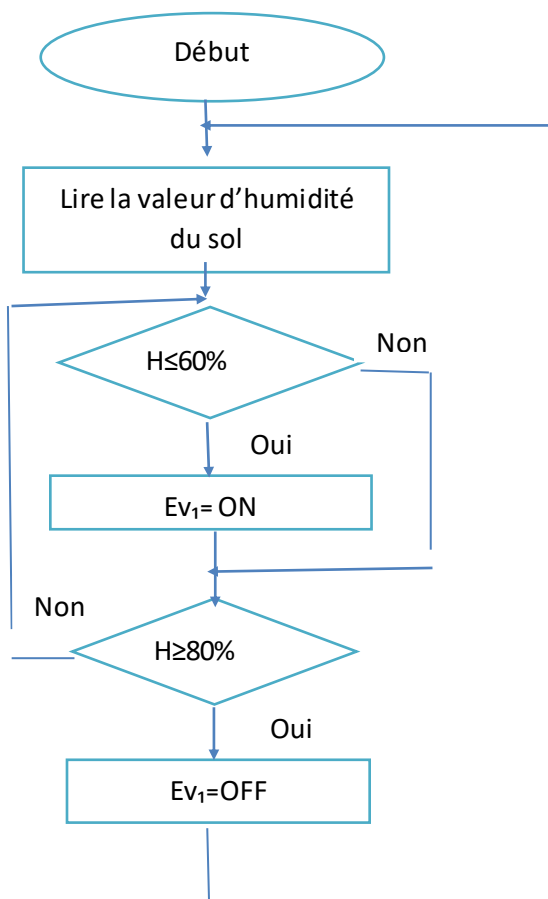 Début
Lire la valeur d’humidité
du sol
H≤60%
Non
Oui
Ev₁= ON
Non
H≥80%
Oui
Ev₁=OFF